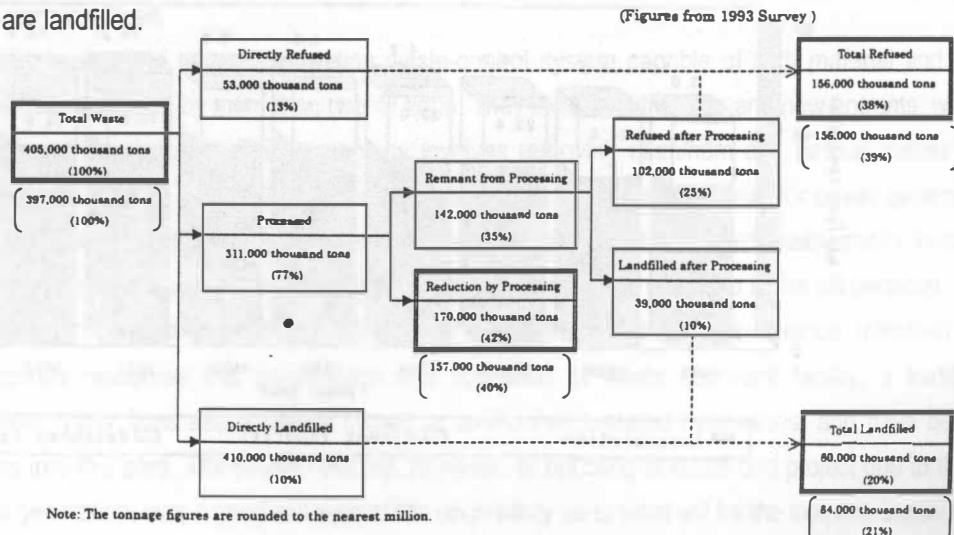 are landfilled.
(Figures from 1993 Survey )
Directly Refused
53,000 thousand tons
(13%)
Total Refused
156,000 thousand tons
(38%)
156,000 thousand tons
(39%)
Total Waste
405,000 thousand tons
(100%)
397,000 thousand tons
(100%)
Refused after Processing
102,000 thousand tons
(25%)
Remnant from Processing
142,000 thousand tons
(35%)
Processed
311,000 thousand tons
(77%)
Reduction by Processing
170,000 thousand tons
(42%)
157,000 thousand tons
(40%)
Landfilled after Processing
39,000 thousand tons
(10%)
Directly Landfilled
410,000 thousand tons
(10%)
Total Landfilled
80,000 thousand tons
(20%)
84,000 thousand tons
(21%)
Note: The tonnage figures are rounded to the nearest million.